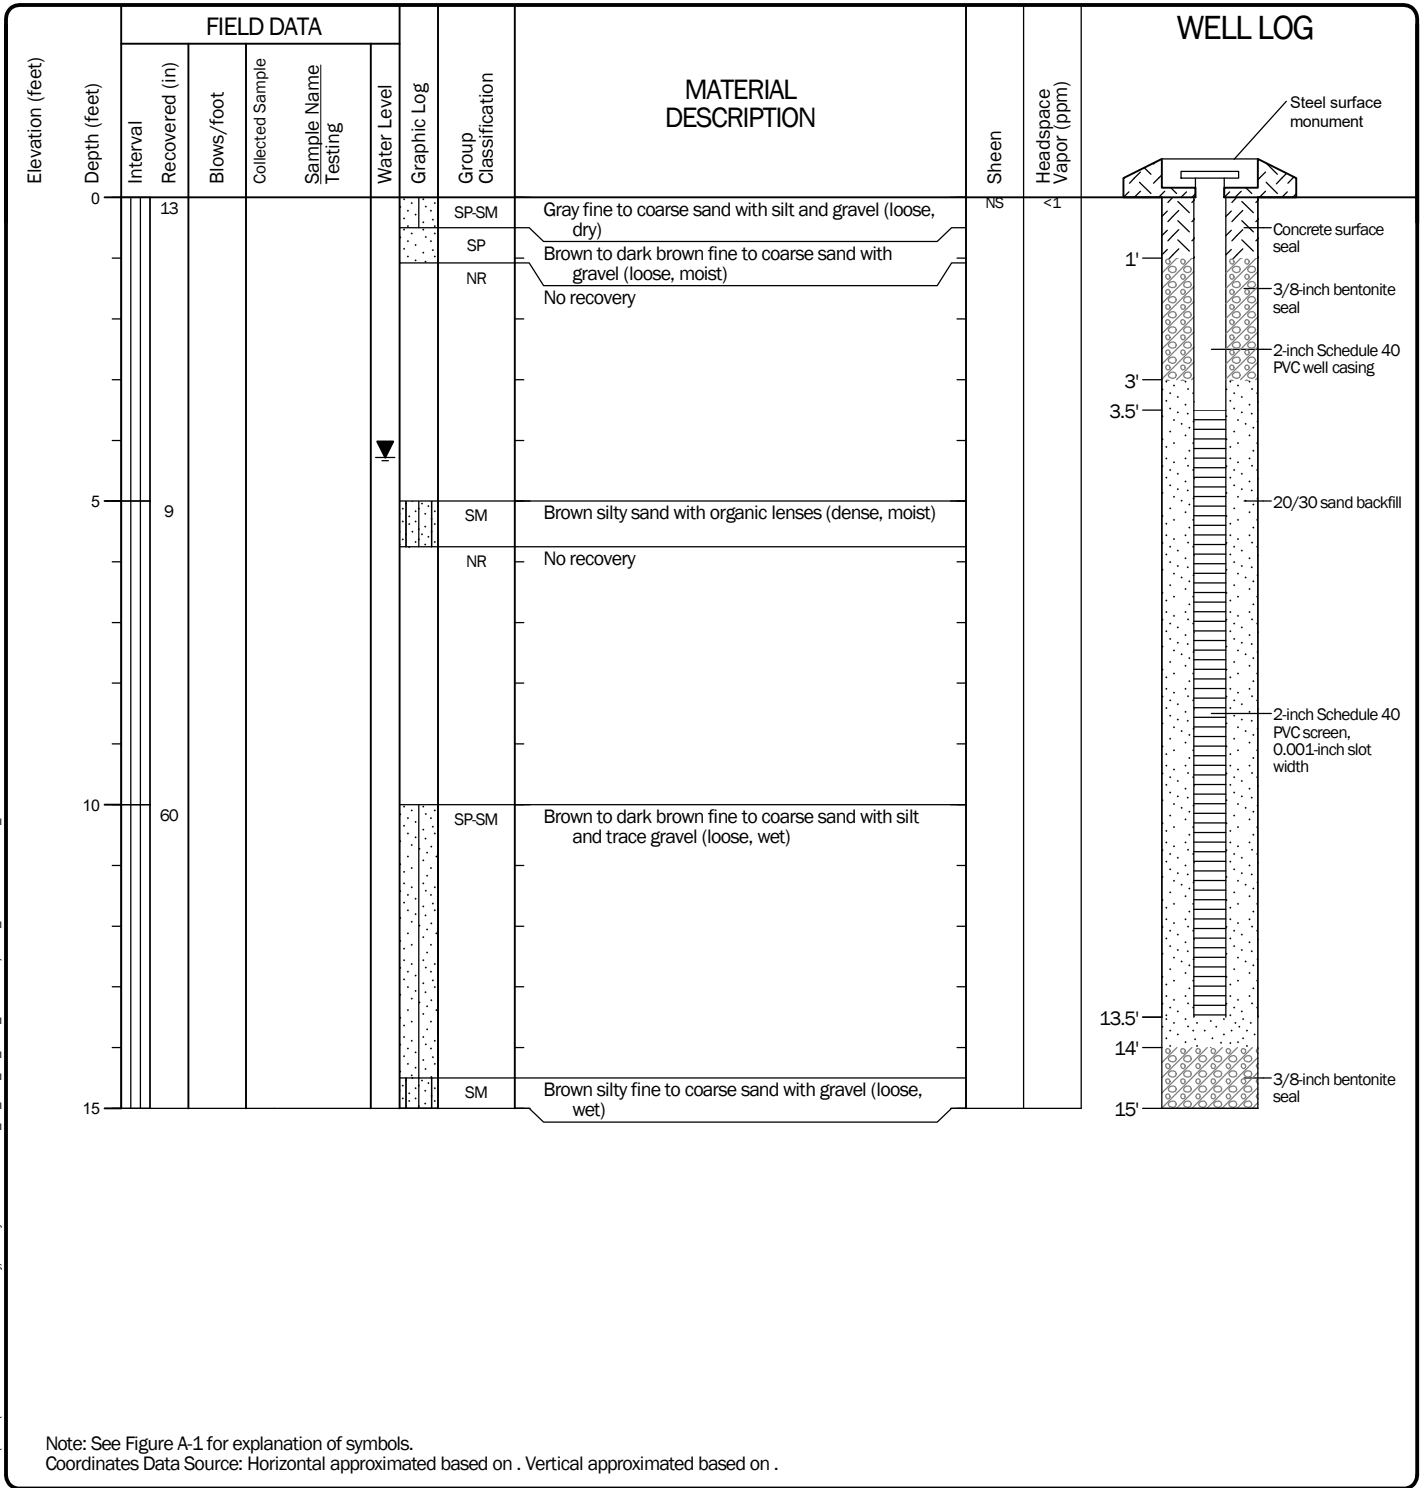 FIELD DATA
WELL LOG
Elevation (feet)
Depth (feet)
Interval
Recovered (in)
Blows/foot
Collected Sample
Sample Name
Testing
Water Level
Graphic Log
Group
Classification
MATERIAL
DESCRIPTION
Sheen
Headspace
Vapor (ppm)
Steel surface
monument
0
13
SP-SM
Gray fine to coarse sand with silt and gravel (loose,
dry)
NS
<1
Concrete surface
seal
SP
Brown to dark brown fine to coarse sand with
gravel (loose, moist)
1'
NR
No recovery
3/8-inch bentonite
seal
2-inch Schedule 40
PVC well casing
3'
3.5'
5
9
SM
Brown silty sand with organic lenses (dense, moist)
20/30 sand backfill
NR
No recovery
2-inch Schedule 40
PVC screen,
0.001-inch slot
width
10
60
SP-SM
Brown to dark brown fine to coarse sand with silt
and trace gravel (loose, wet)
13.5'
14'
SM
Brown silty fine to coarse sand with gravel (loose,
wet)
3/8-inch bentonite
seal
15
15'
Note: See Figure A-1 for explanation of symbols.
Coordinates Data Source: Horizontal approximated based on . Vertical approximated based on .